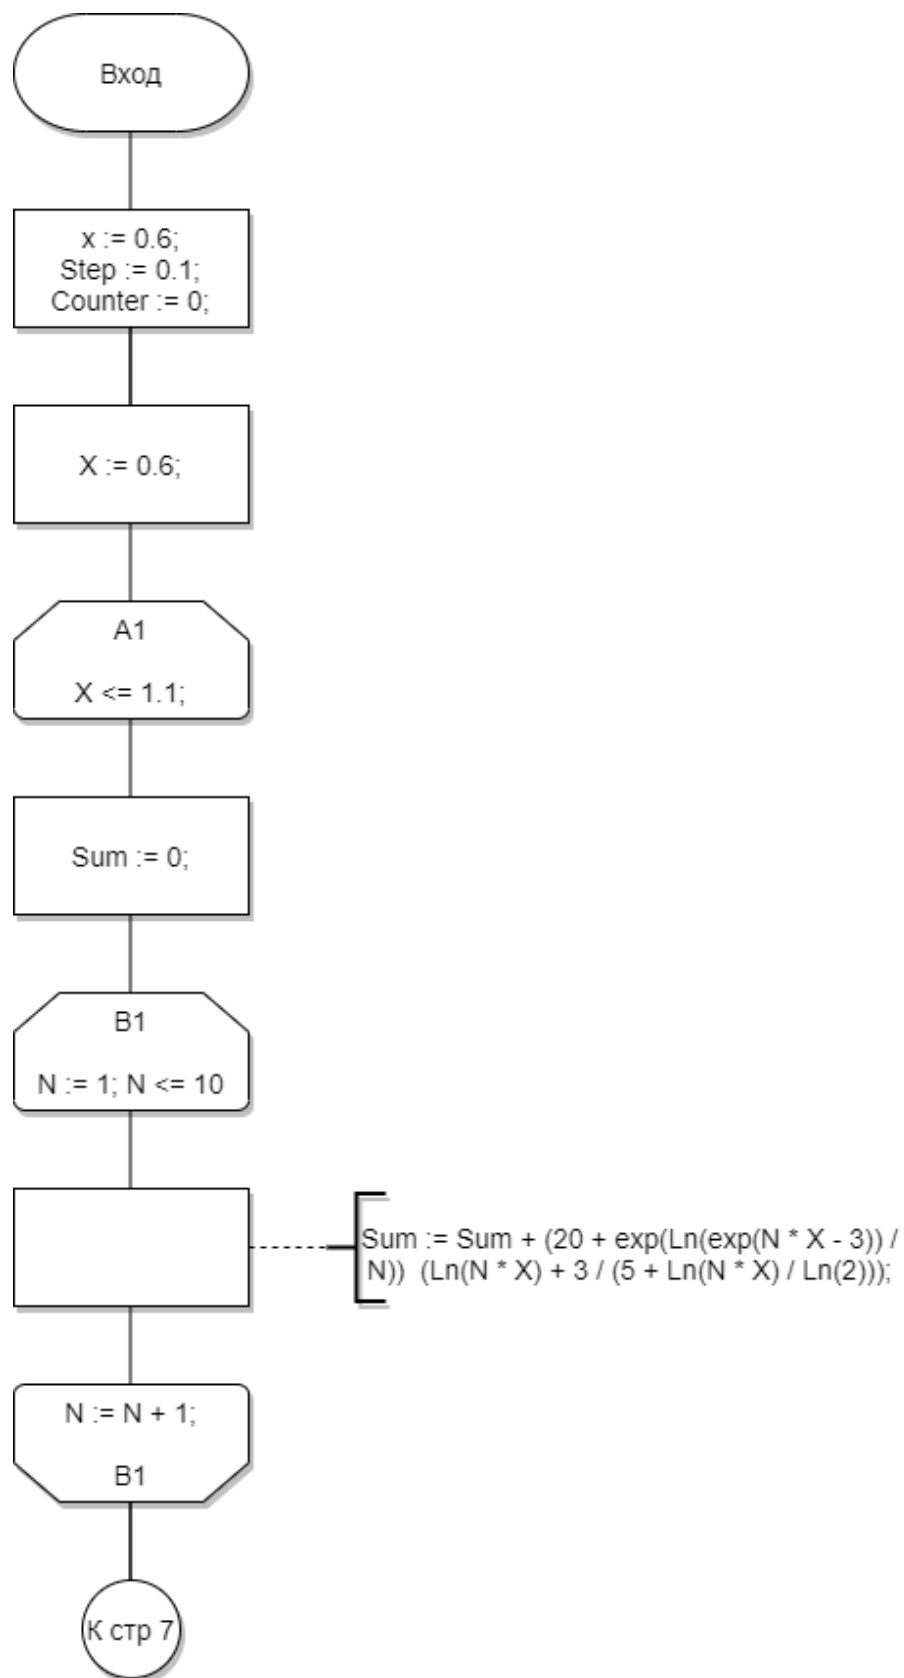 Вход
x := 0.6;
Step := 0.1;
Counter := 0;
X := 0.6;
A1
X <= 1.1;
Sum := 0;
B1
N := 1; N <= 10
Sum := Sum + (20 + exp(Ln(exp(N * X - 3)) /
N)) (Ln(N * X) + 3 / (5 + Ln(N * X) / Ln(2)));
N := N + 1;
B1
К стр 7